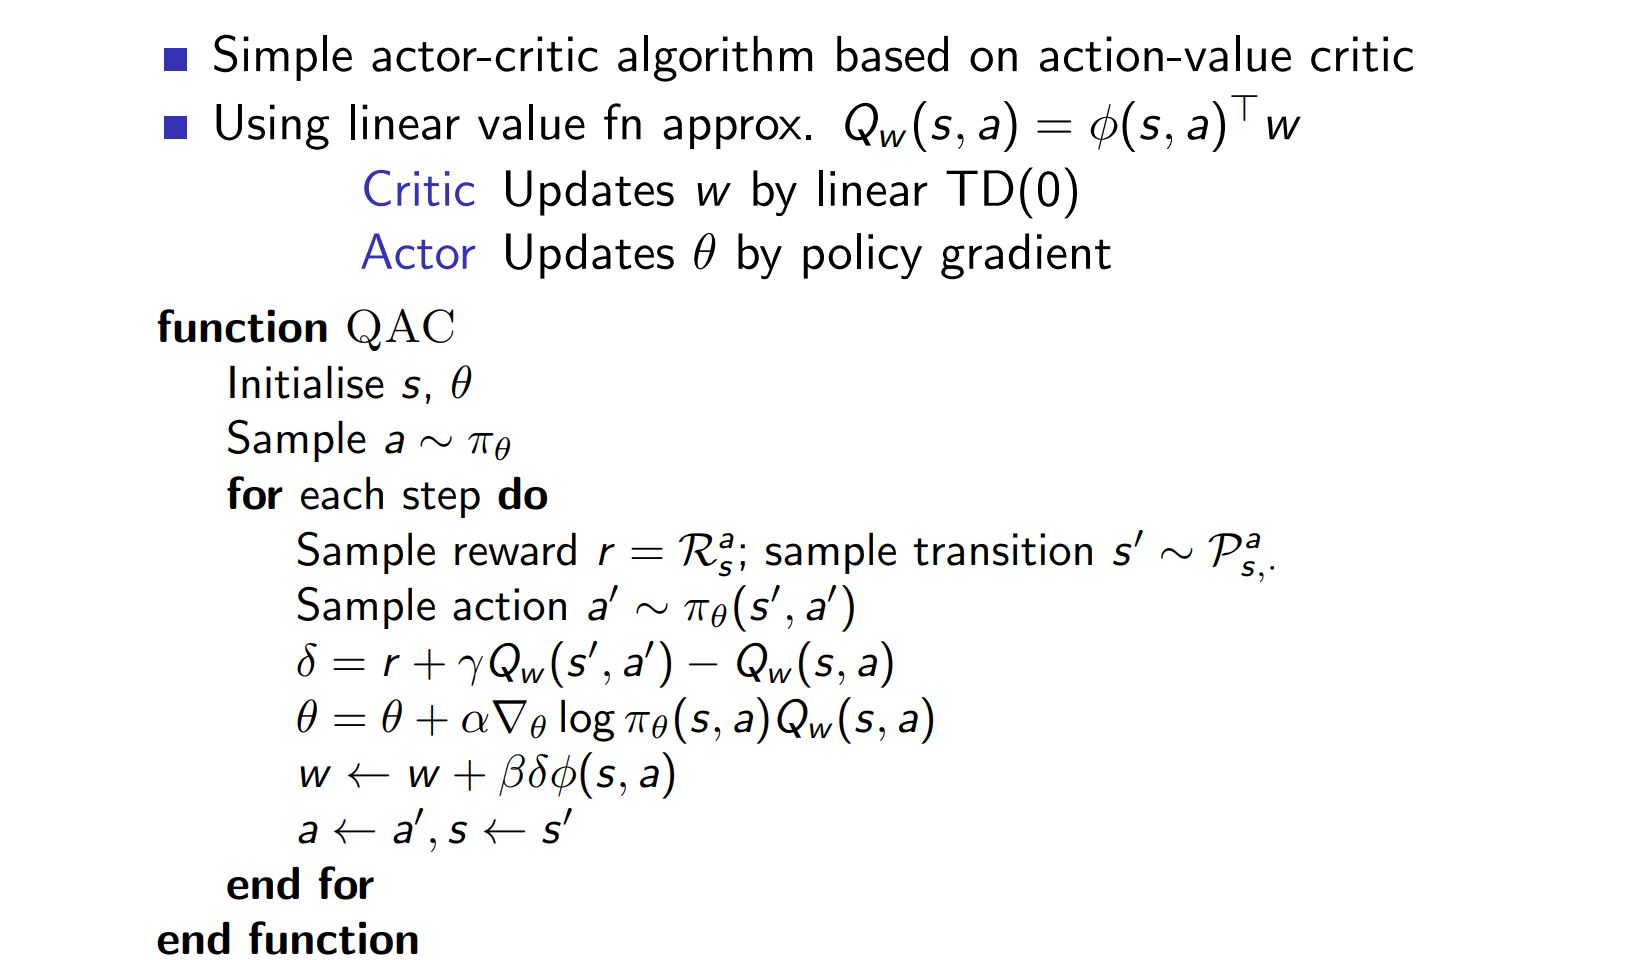 Simple actor-critic algorithm based on action-value critic
Using linear value fn approx. $Q_w(s, a) = \phi(s, a)^\top w$
Critic Updates $w$ by linear TD(0)
Actor Updates $\theta$ by policy gradient
function QAC
Initialise $s$, $\theta$
Sample $a \sim \pi_\theta$
for each step do
Sample reward $r = \mathcal{R}_s^a$; sample transition $s' \sim \mathcal{P}_{s,\cdot}^a$
Sample action $a' \sim \pi_\theta(s', a')$
$\delta = r + \gamma Q_w(s', a') - Q_w(s, a)$
$\theta = \theta + \alpha \nabla_\theta \log \pi_\theta(s, a) Q_w(s, a)$
$w \leftarrow w + \beta \delta \phi(s, a)$
$a \leftarrow a', s \leftarrow s'$
end for
end function